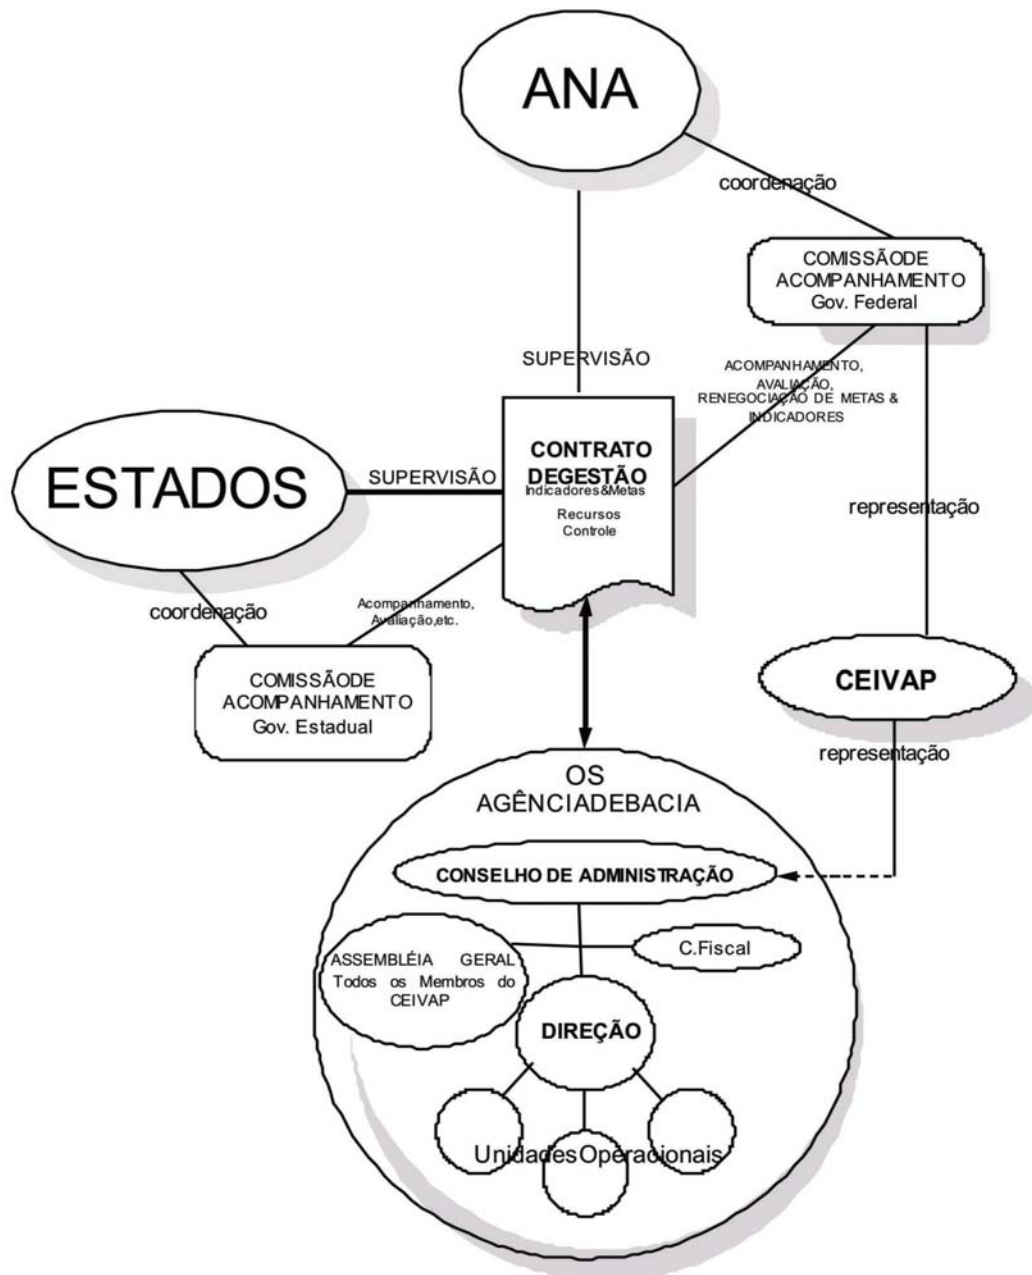 ANA
coordenação
COMISSÃODE
ACOMPANHAMENTO
Gov. Federal
SUPERVISÃO
ACOMPANHAMENTO,
AVALIAÇÃO,
RENEGOCIAÇÃO DE METAS &
INDICADORES
ESTADOS
SUPERVISÃO
CONTRATO
DEGESTÃO
Indicadores&Metas
Recursos
Controle
representação
coordenação
Acompanhamento,
Avaliação,etc.
COMISSÃODE
ACOMPANHAMENTO
Gov. Estadual
CEIVAP
representação
OS
AGÊNCIADEBACIA
CONSELHO DE ADMINISTRAÇÃO
ASSEMBLÉIA GERAL
Todos os Membros do
CEIVAP
C.Fiscal
DIREÇÃO
UnidadesOperacionais